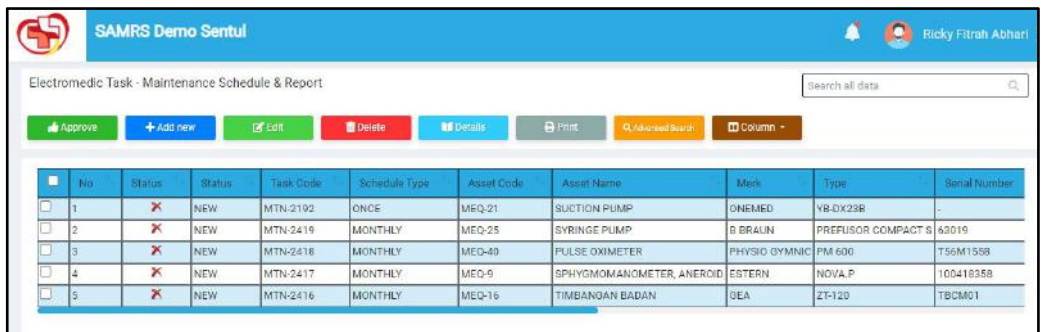 SAMRS Demo Sentul
Ricky Fitrah Abhari
Electromedic Task - Maintenance Schedule & Report
Search all data
Approve + Add new Edit Delete Details Print Advanced Search Column
No Status Status Task Code Schedule Type Asset Code Asset Name Merk Type Serial Number
1 NEW MTN-2192 ONCE MEQ-21 SUCTION PUMP ONEMED YB-DX23B -
2 NEW MTN-2419 MONTHLY MEQ-25 SYRINGE PUMP B BRAUN PREFUSOR COMPACT S 63019
3 NEW MTN-2418 MONTHLY MEQ-40 PULSE OXIMETER PHYSIO GYMNIC PM 600 T56M1558
4 NEW MTN-2417 MONTHLY MEQ-9 SPHYGMOMANOMETER, ANEROID ESTERN NOVA.P 100418358
5 NEW MTN-2416 MONTHLY MEQ-16 TIMBANGAN BADAN GEA ZT-120 TBCM01